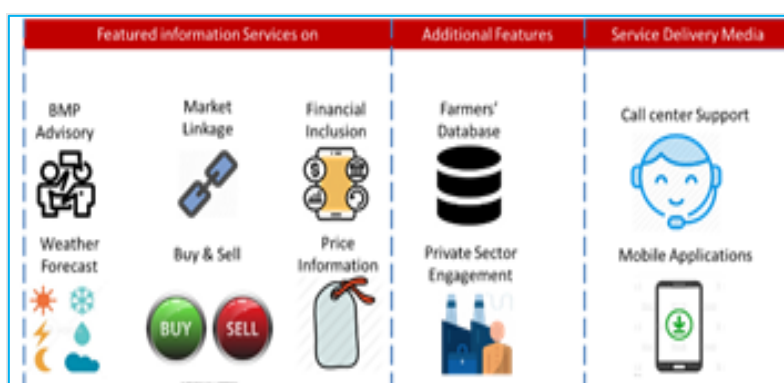 Featured information Services on
Additional Features
Service Delivery Media
BMP
Advisory
Market
Linkage
Financial
Inclusion
Farmers'
Database
Call center Support
Weather
Forecast
Buy & Sell
Price
Information
Private Sector
Engagement
Mobile Applications
BUY
SELL